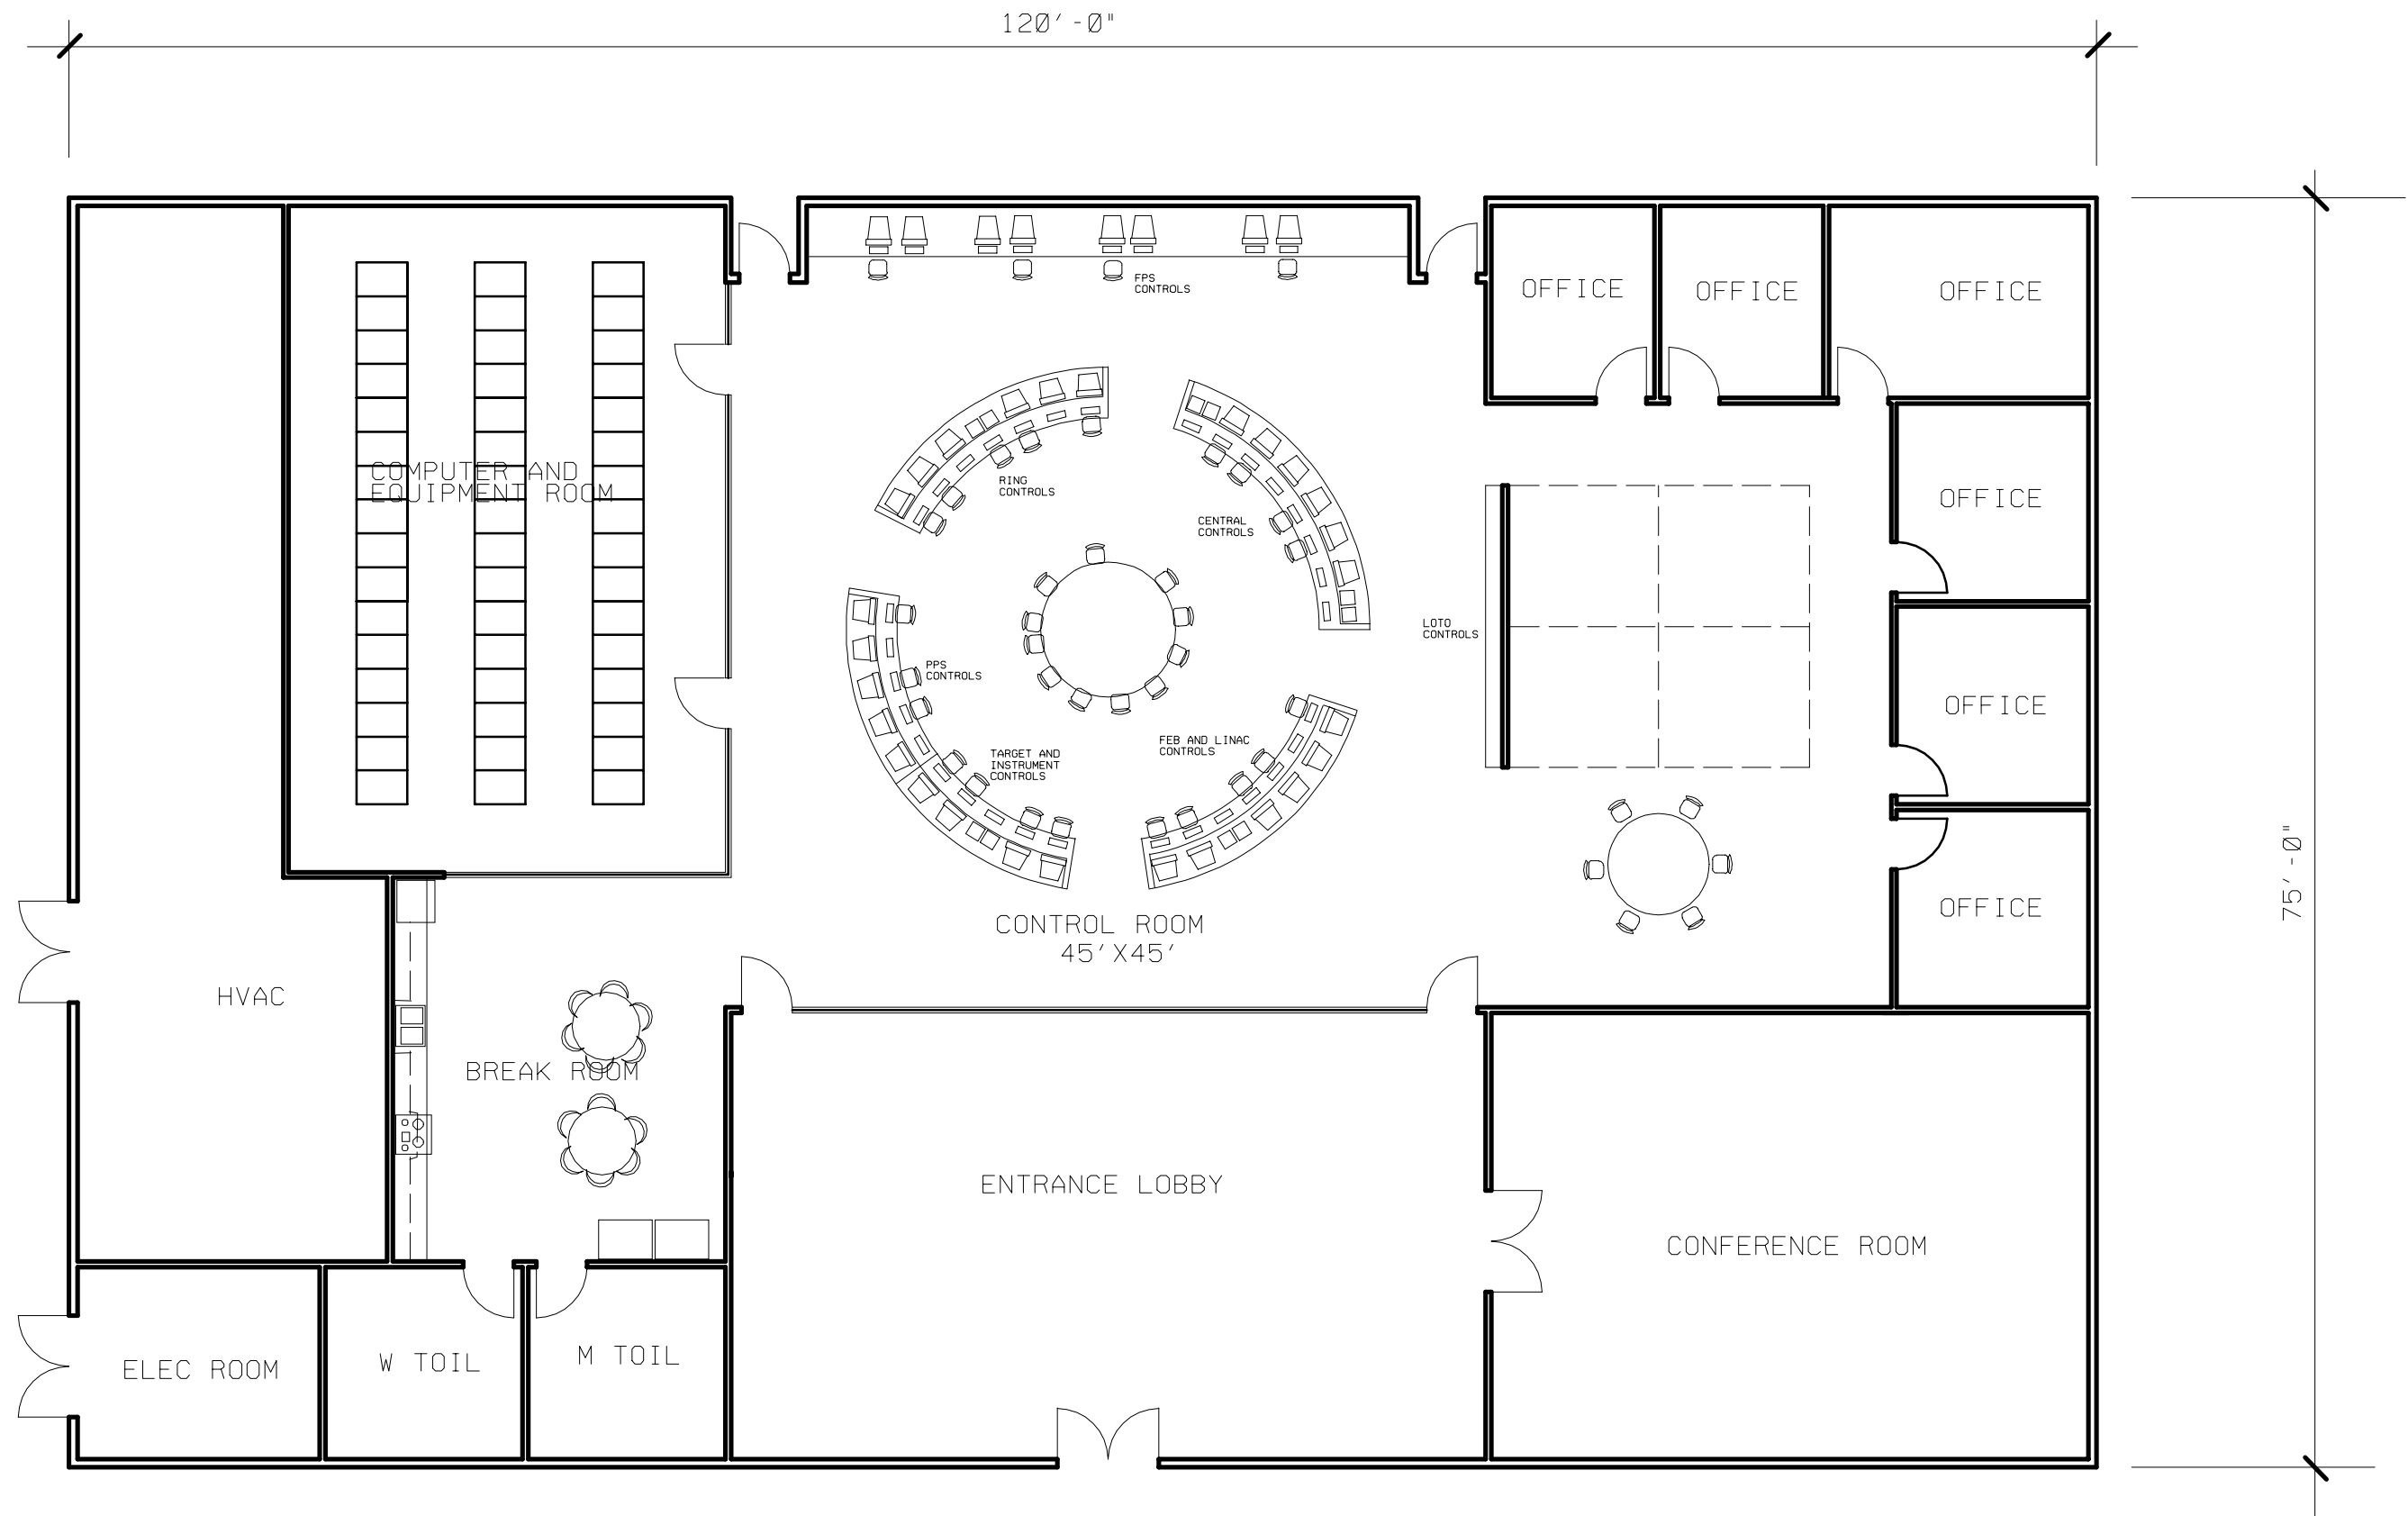 120'-0"
FPS
CONTROLS
OFFICE
OFFICE
OFFICE
COMPUTER AND
EQUIPMENT ROOM
RING
CONTROLS
CENTRAL
CONTROLS
OFFICE
LOTO
CONTROLS
PPS
CONTROLS
OFFICE
TARGET AND
INSTRUMENT
CONTROLS
FEB AND LINAC
CONTROLS
75'-0"
OFFICE
CONTROL ROOM
45'X45'
HVAC
BREAK ROOM
ENTRANCE LOBBY
CONFERENCE ROOM
ELEC ROOM
W TOIL
M TOIL